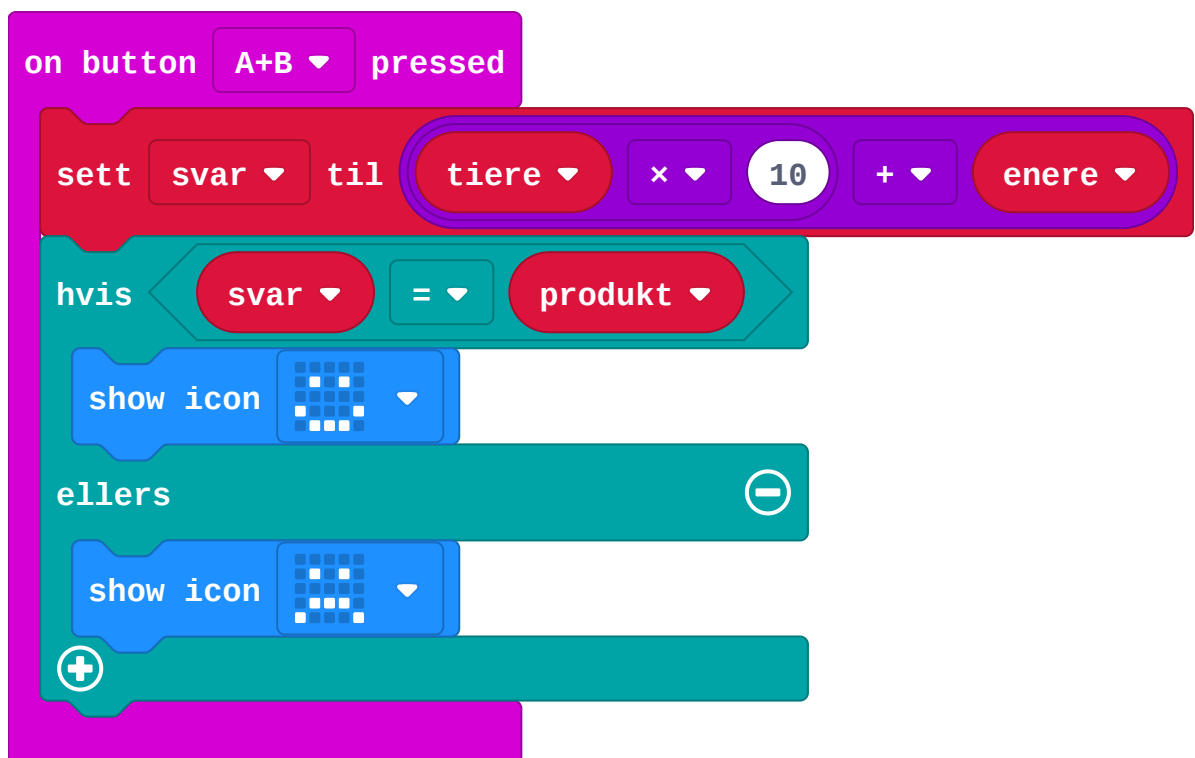 on button A+B pressed
sett svar til tiere × 10 + enere
hvis svar = produkt
show icon
ellers
show icon